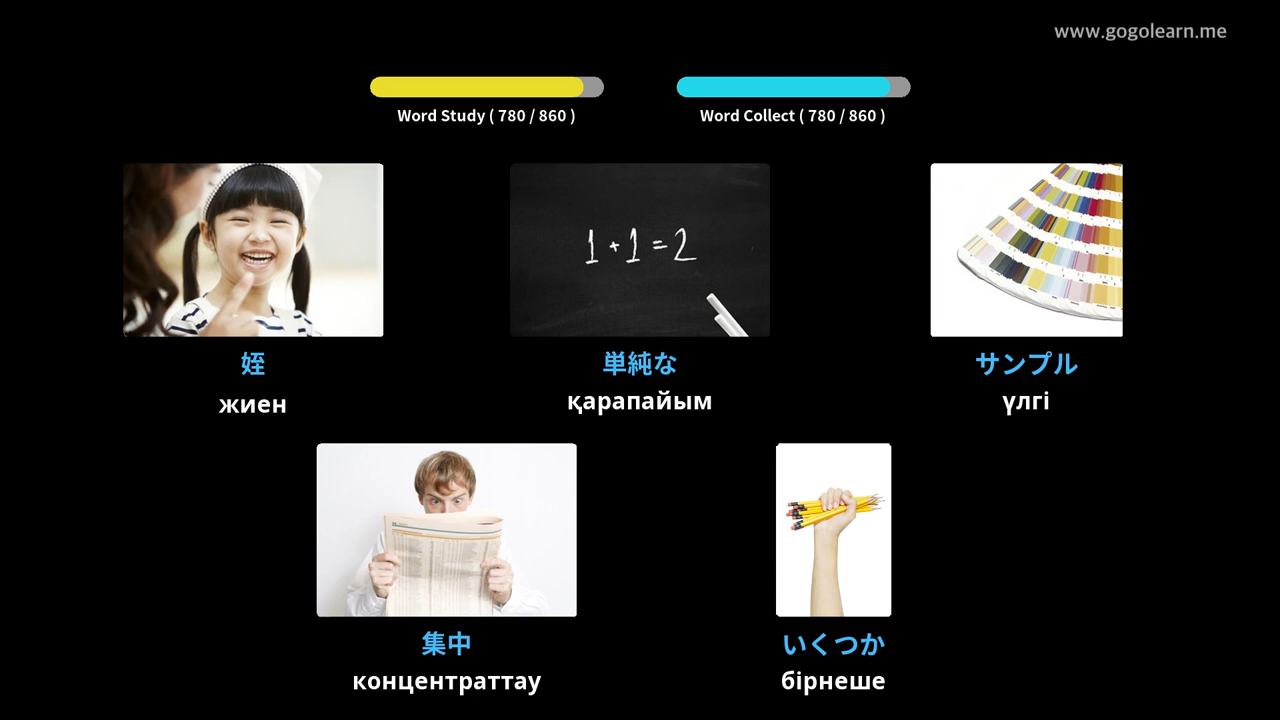 www.gogolearn.me
Word Study ( 780 / 860 )
Word Collect ( 780 / 860 )
1 + 1 = 2
姪
жиен
単純な
қарапайым
サンプル
үлгі
集中
концентраттау
いくつか
бірнеше